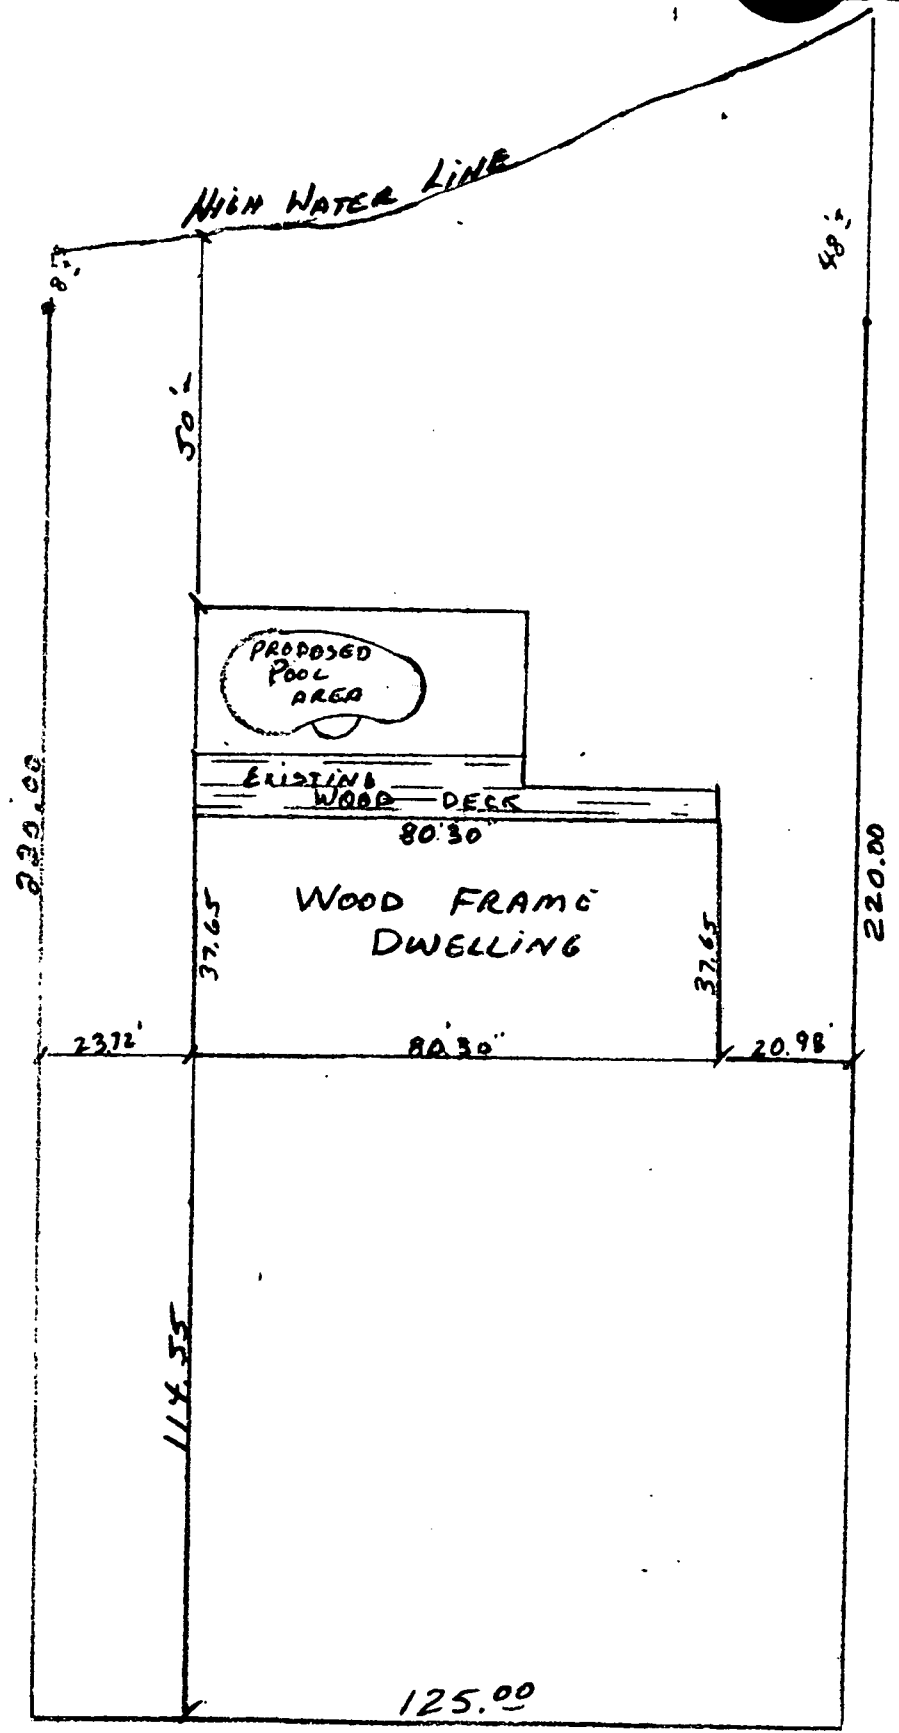 HIGH WATER LINE
8'±
48'±
50'±
PROPOSED
POOL
AREA
EXISTING
WOOD DECK
80'30"
WOOD FRAME
DWELLING
37.65
37.65
220.00
220.00
23.72'
80'30"
20.98'
114.55
125.00